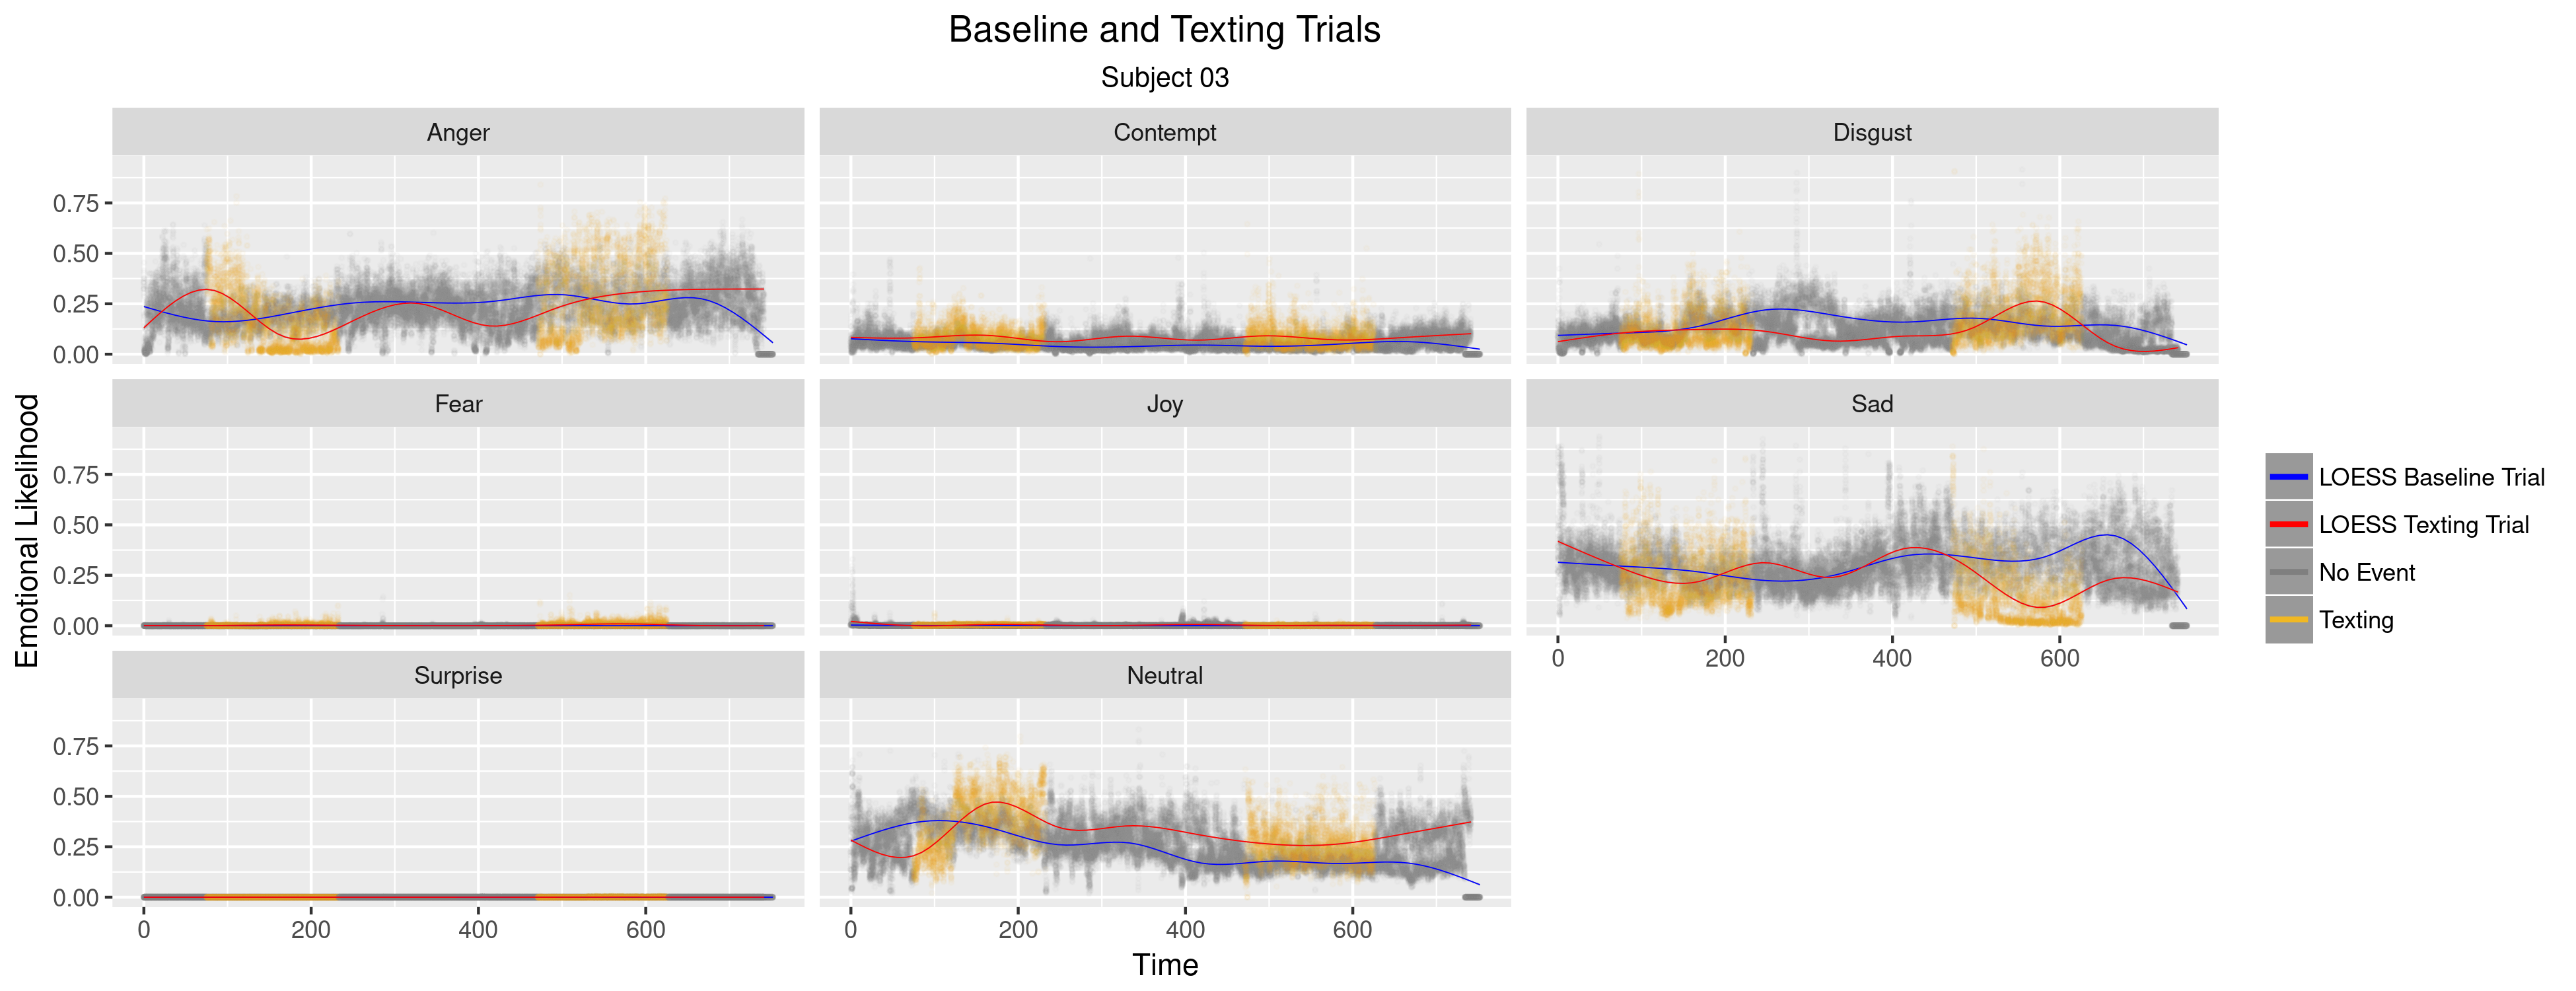 Baseline and Texting Trials
Subject 03
Anger
Contempt
Disgust
0.75
0.50
0.25
0.00
Fear
Joy
Sad
0.75
0.50
0.25
0.00
0 200 400 600
Surprise
Neutral
0.75
0.50
0.25
0.00
0 200 400 600
0 200 400 600
Time
Emotional Likelihood
LOESS Baseline Trial
LOESS Texting Trial
No Event
Texting